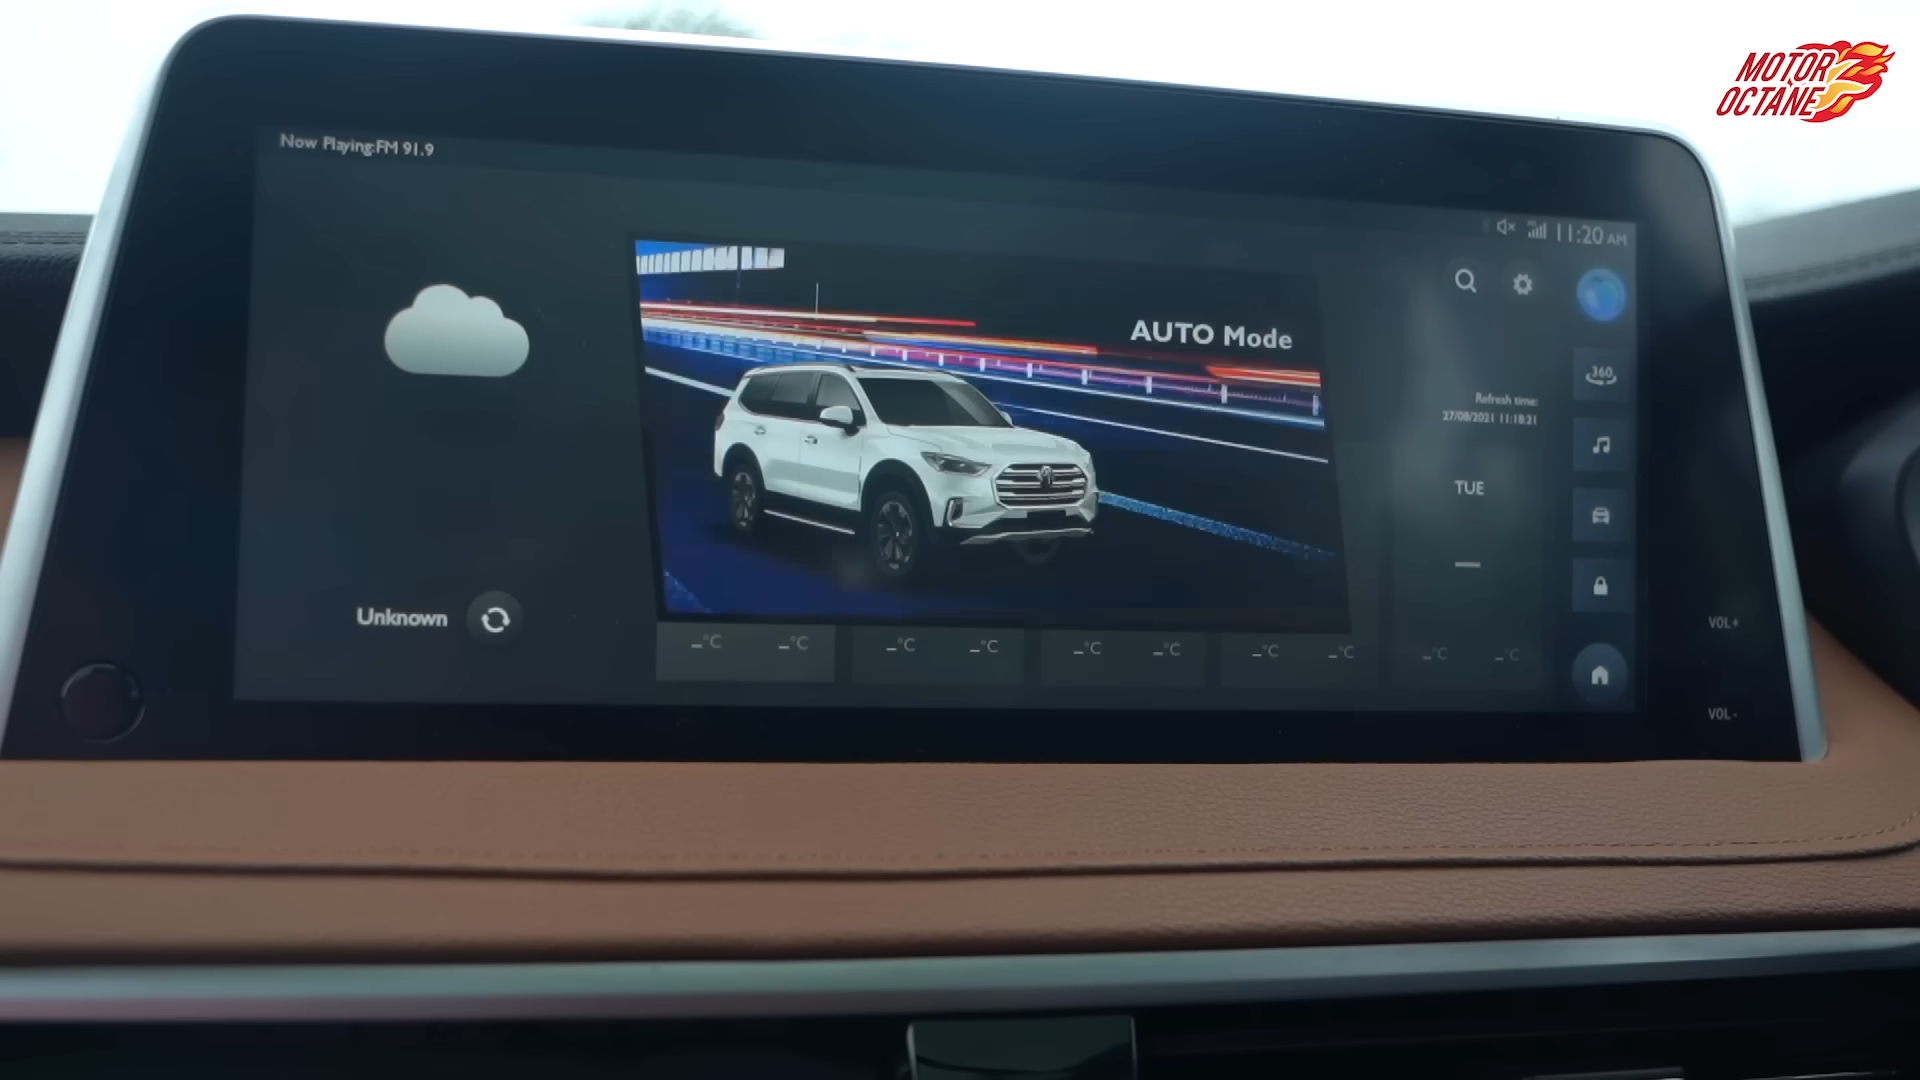 MOTOR
OCTANE
Now Playing:FM 91.9
11:20 AM
AUTO Mode
360
Refresh time:
27/08/2021 11:18:21
TUE
Unknown
VOL+
_°C _°C _°C _°C _°C _°C _°C _°C _°C _°C
VOL-